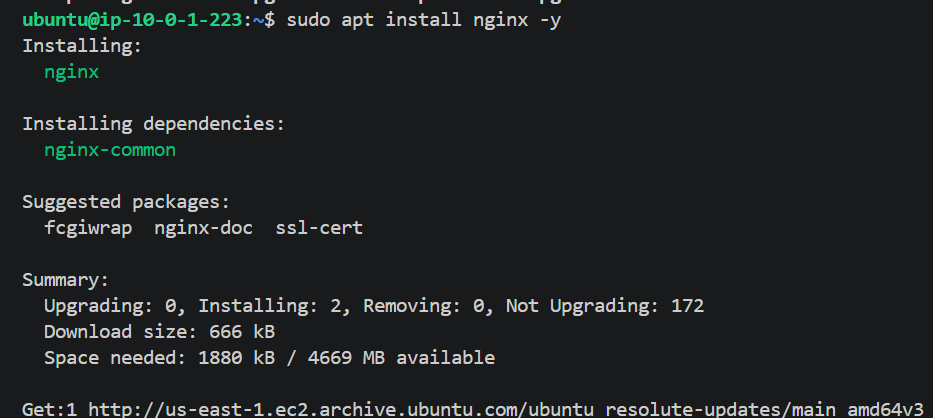 ubuntu@ip-10-0-1-223:~$ sudo apt install nginx -y
Installing:
  nginx

Installing dependencies:
  nginx-common

Suggested packages:
  fcgiwrap  nginx-doc  ssl-cert

Summary:
  Upgrading: 0, Installing: 2, Removing: 0, Not Upgrading: 172
  Download size: 666 kB
  Space needed: 1880 kB / 4669 MB available

Get:1 http://us-east-1.ec2.archive.ubuntu.com/ubuntu resolute-updates/main amd64v3